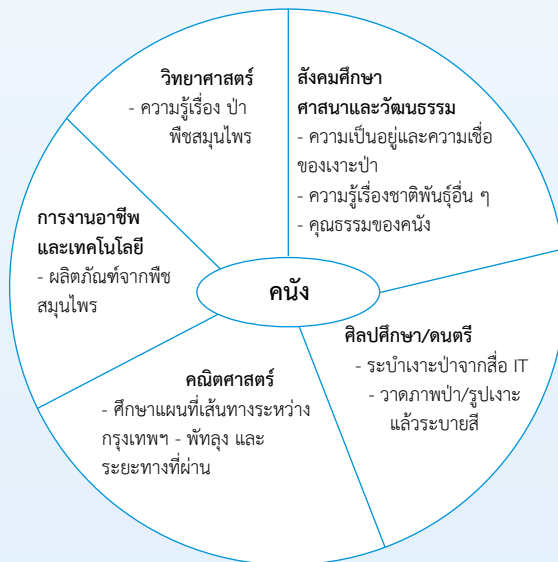 วิทยาศาสตร์
- ความรู้เรื่อง ป่า
พืชสมุนไพร
สังคมศึกษา
ศาสนาและวัฒนธรรม
- ความเป็นอยู่และความเชื่อ
ของเงาะป่า
- ความรู้เรื่องชาติพันธุ์อื่น ๆ
- คุณธรรมของคนัง
การงานอาชีพ
และเทคโนโลยี
- ผลิตภัณฑ์จากพืช
สมุนไพร
คนัง
ศิลปศึกษา/ดนตรี
- ระบำเงาะป่าจากสื่อ IT
- วาดภาพป่า/รูปเงาะ
แล้วระบายสี
คณิตศาสตร์
- ศึกษาแผนที่เส้นทางระหว่าง
กรุงเทพฯ - พัทลุง และ
ระยะทางที่ผ่าน